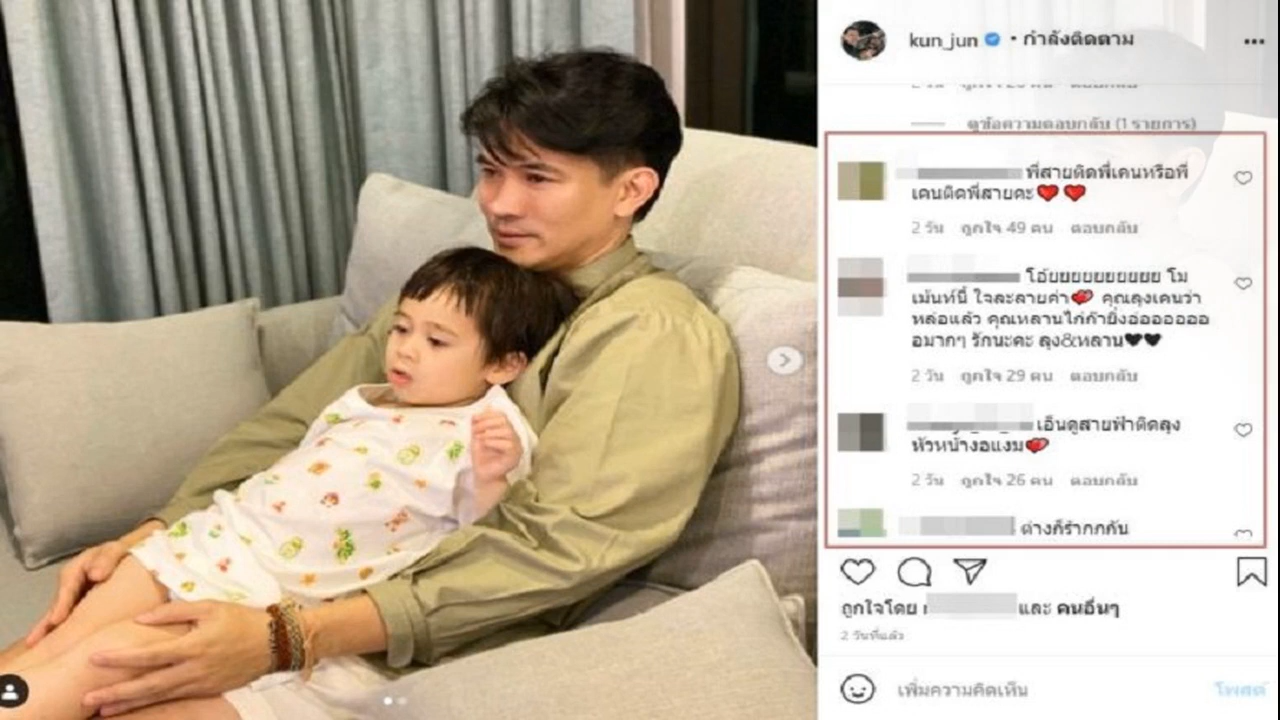 kun_jun • กำลังติดตาม
ดูข้อความตอบกลับ (1 รายการ)
พี่สายติดพี่เคนหรือพี่
เคนติดพี่สายคะ❤️❤️
2 วัน ถูกใจ 49 คน ตอบกลับ
โอ้ยยยยยยยยยย โม
เม้นท์นี้ ใจละลายค่า💕 คุณลุงเคนว่า
หล่อแล้ว คุณหลานไก่ก้ายิ่งอ่อออออออ
อมากๆ รักนะคะ ลุง&หลาน🖤🖤
2 วัน ถูกใจ 29 คน ตอบกลับ
เอ็นดูสายฟ้าติดลุง
หัวหน้างอแงม💕
2 วัน ถูกใจ 26 คน ตอบกลับ
ต่างก็ร๊ากกกัน
ถูกใจโดย และ คนอื่นๆ
2 วันที่แล้ว
เพิ่มความคิดเห็น
โพสต์